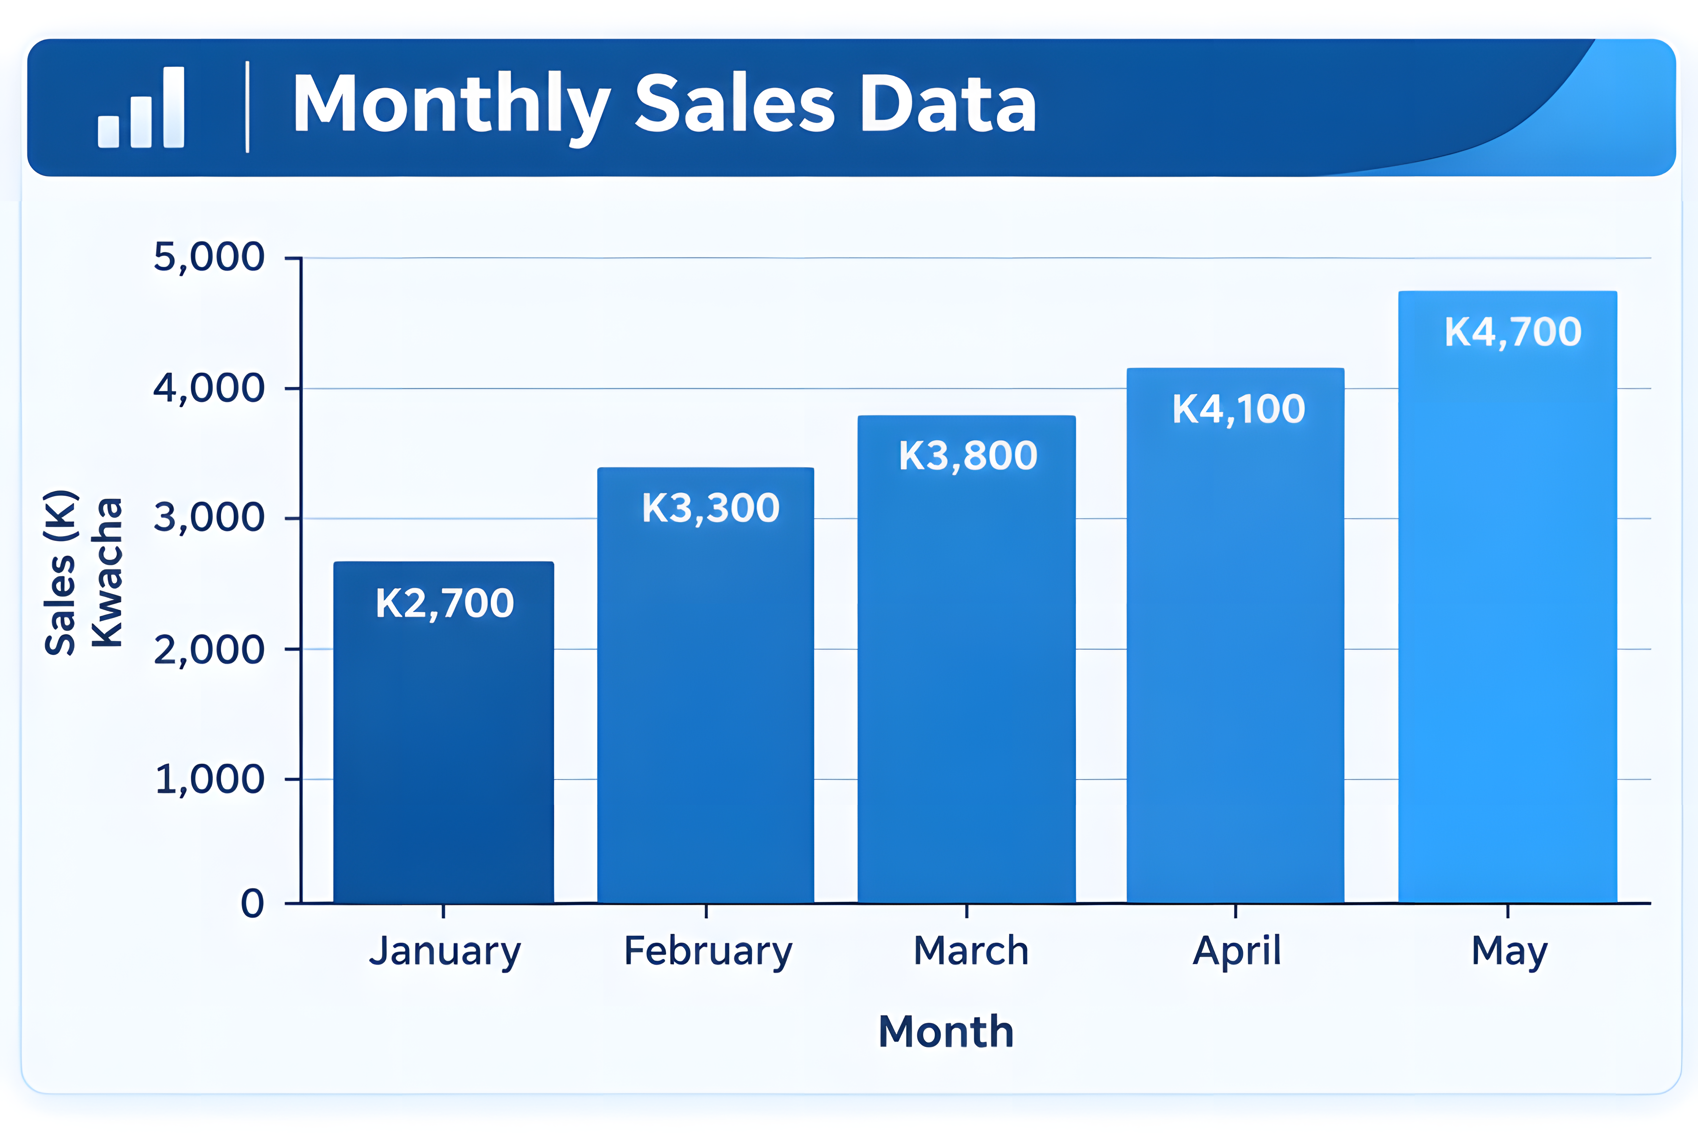 Monthly Sales Data
Sales (K)
Kwacha
5,000
4,000
3,000
2,000
1,000
0
K2,700
K3,300
K3,800
K4,100
K4,700
January
February
March
April
May
Month